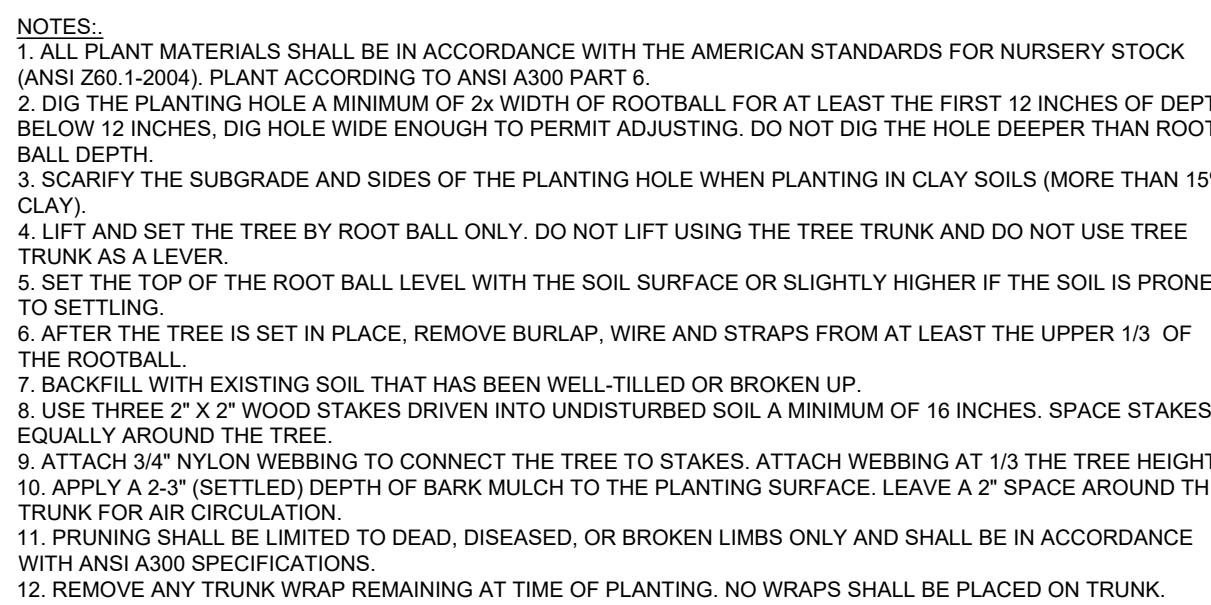 NOTES:.
1. ALL PLANT MATERIALS SHALL BE IN ACCORDANCE WITH THE AMERICAN STANDARDS FOR NURSERY STOCK
(ANSI Z60.1-2004). PLANT ACCORDING TO ANSI A300 PART 6.
2. DIG THE PLANTING HOLE A MINIMUM OF 2x WIDTH OF ROOTBALL FOR AT LEAST THE FIRST 12 INCHES OF DEPT
BELOW 12 INCHES, DIG HOLE WIDE ENOUGH TO PERMIT ADJUSTING. DO NOT DIG THE HOLE DEEPER THAN ROOT
BALL DEPTH.
3. SCARIFY THE SUBGRADE AND SIDES OF THE PLANTING HOLE WHEN PLANTING IN CLAY SOILS (MORE THAN 15%
CLAY).
4. LIFT AND SET THE TREE BY ROOT BALL ONLY. DO NOT LIFT USING THE TREE TRUNK AND DO NOT USE TREE
TRUNK AS A LEVER.
5. SET THE TOP OF THE ROOT BALL LEVEL WITH THE SOIL SURFACE OR SLIGHTLY HIGHER IF THE SOIL IS PRONE
TO SETTLING.
6. AFTER THE TREE IS SET IN PLACE, REMOVE BURLAP, WIRE AND STRAPS FROM AT LEAST THE UPPER 1/3 OF
THE ROOTBALL.
7. BACKFILL WITH EXISTING SOIL THAT HAS BEEN WELL-TILLED OR BROKEN UP.
8. USE THREE 2" X 2" WOOD STAKES DRIVEN INTO UNDISTURBED SOIL A MINIMUM OF 16 INCHES. SPACE STAKES
EQUALLY AROUND THE TREE.
9. ATTACH 3/4" NYLON WEBBING TO CONNECT THE TREE TO STAKES. ATTACH WEBBING AT 1/3 THE TREE HEIGHT
10. APPLY A 2-3" (SETTLED) DEPTH OF BARK MULCH TO THE PLANTING SURFACE. LEAVE A 2" SPACE AROUND TH
TRUNK FOR AIR CIRCULATION.
11. PRUNING SHALL BE LIMITED TO DEAD, DISEASED, OR BROKEN LIMBS ONLY AND SHALL BE IN ACCORDANCE
WITH ANSI A300 SPECIFICATIONS.
12. REMOVE ANY TRUNK WRAP REMAINING AT TIME OF PLANTING. NO WRAPS SHALL BE PLACED ON TRUNK.